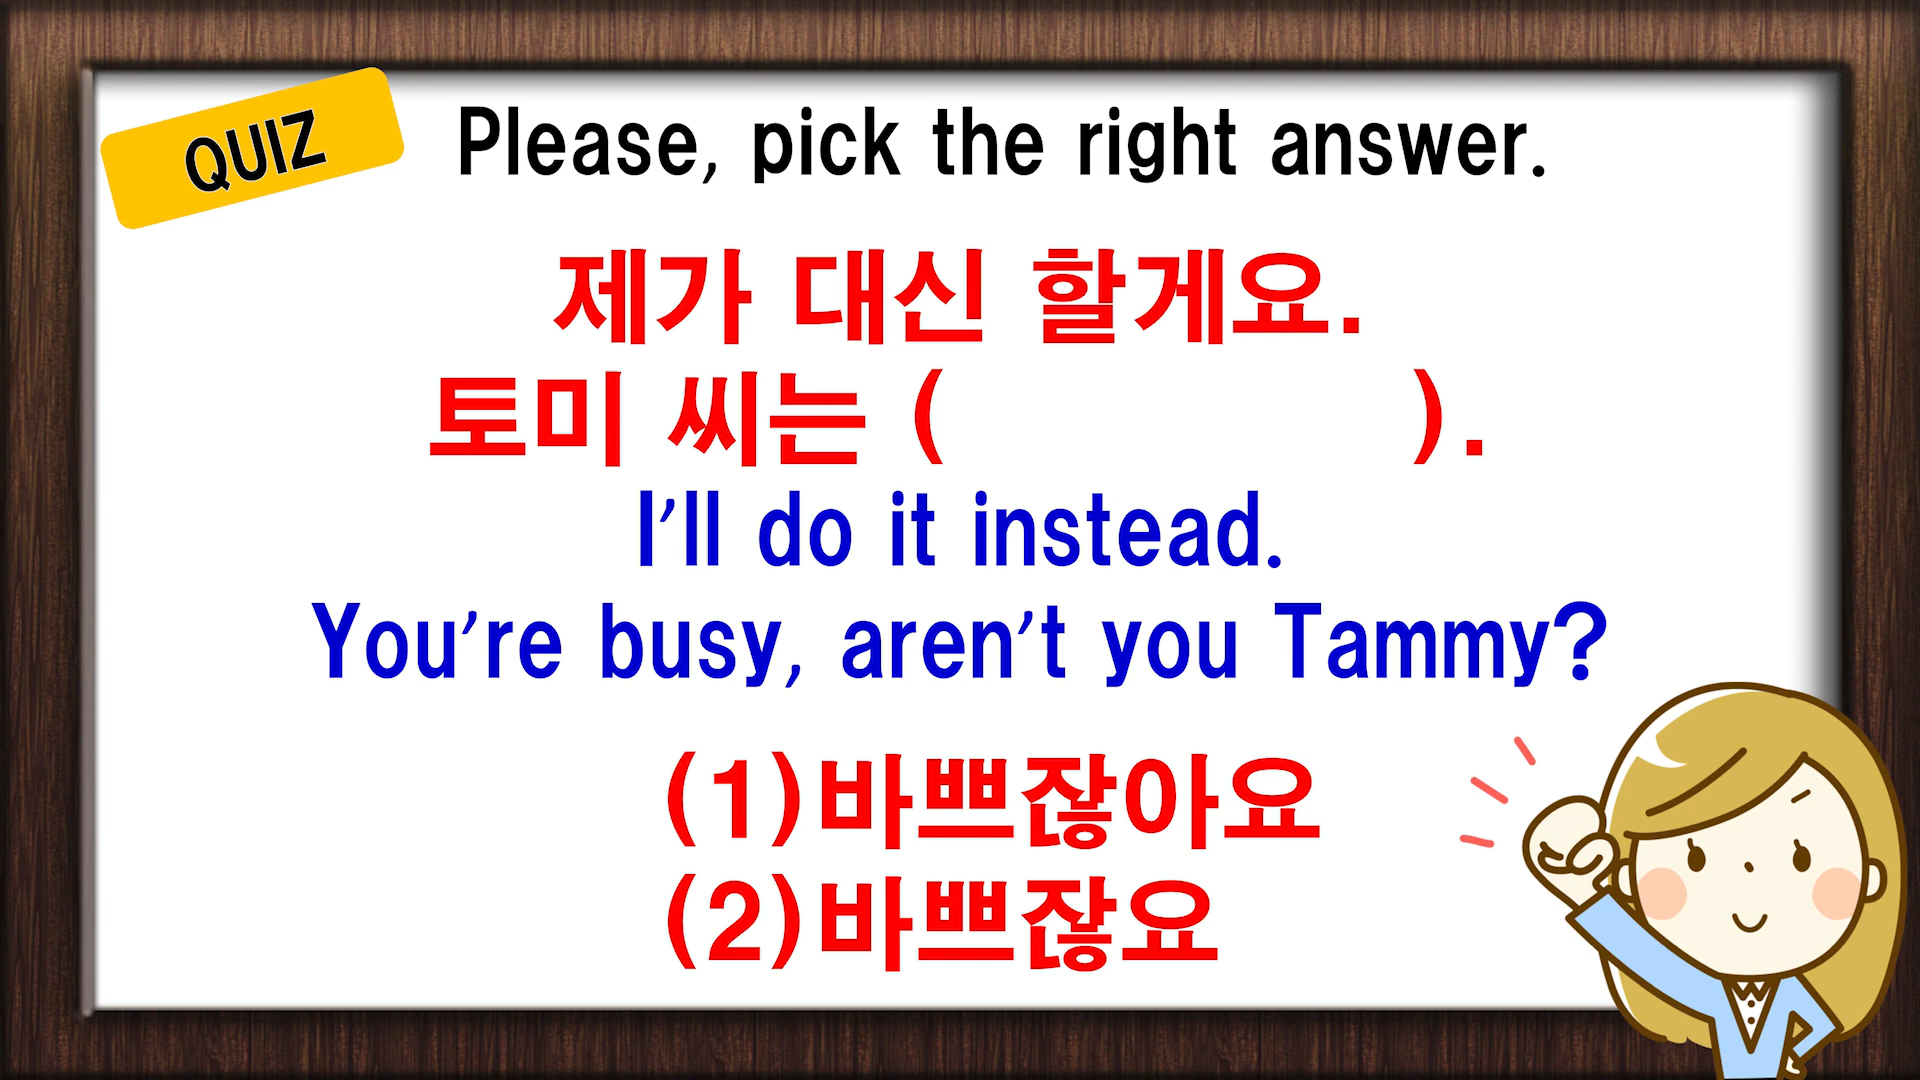 QUIZ
Please, pick the right answer.
제가 대신 할게요.
토미 씨는 ( ).
I'll do it instead.
You're busy, aren't you Tammy?
(1)바쁘잖아요
(2)바쁘잖요